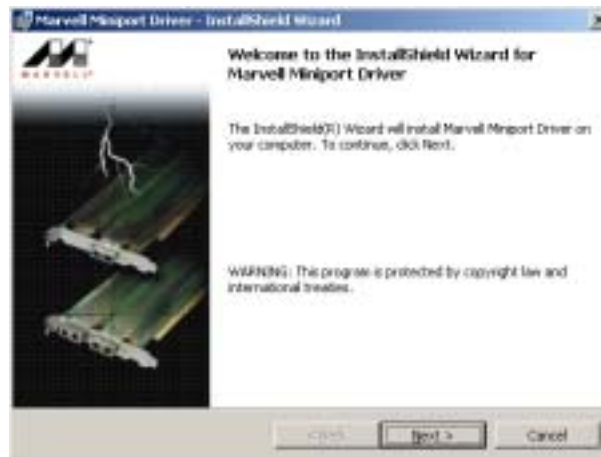 Marvell Miniport Driver - InstallShield Wizard
MARVELL
Welcome to the InstallShield Wizard for
Marvell Miniport Driver
The InstallShield(R) Wizard will install Marvell Miniport Driver on
your computer. To continue, click Next.
WARNING: This program is protected by copyright law and
international treaties.
< Back
Next >
Cancel